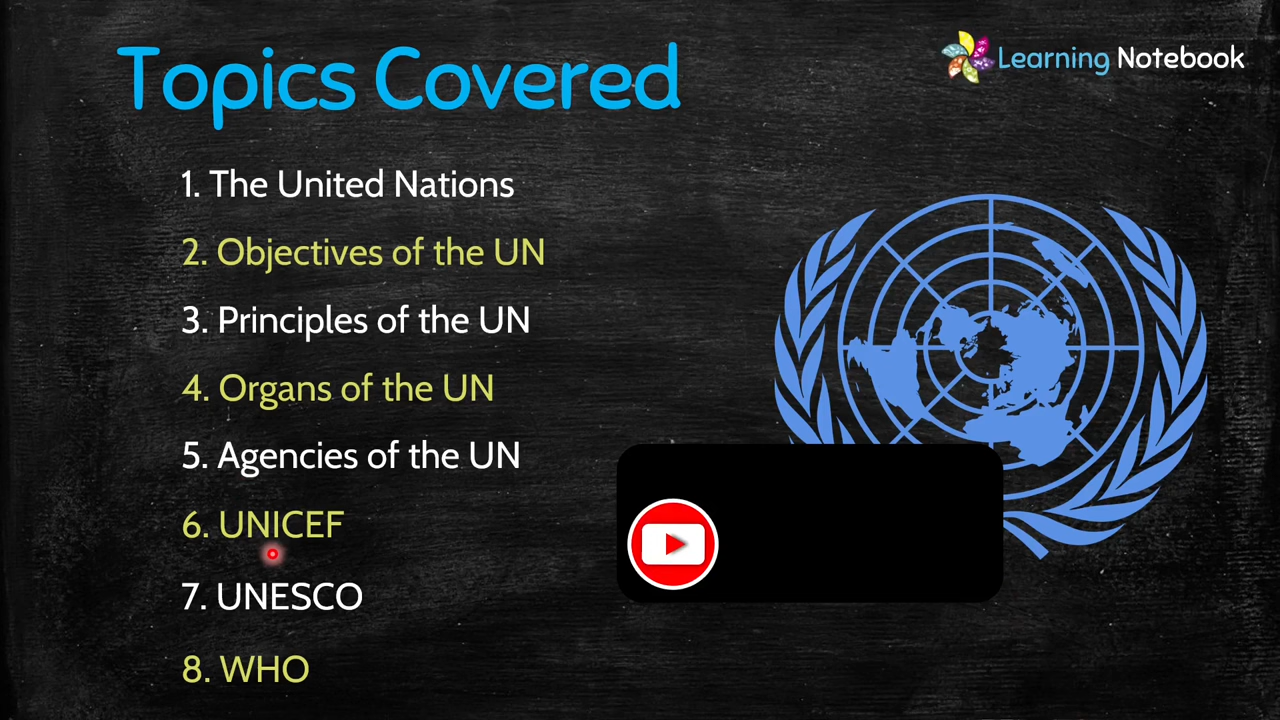 Topics Covered
Learning Notebook
1. The United Nations
2. Objectives of the UN
3. Principles of the UN
4. Organs of the UN
5. Agencies of the UN
6. UNICEF
7. UNESCO
8. WHO